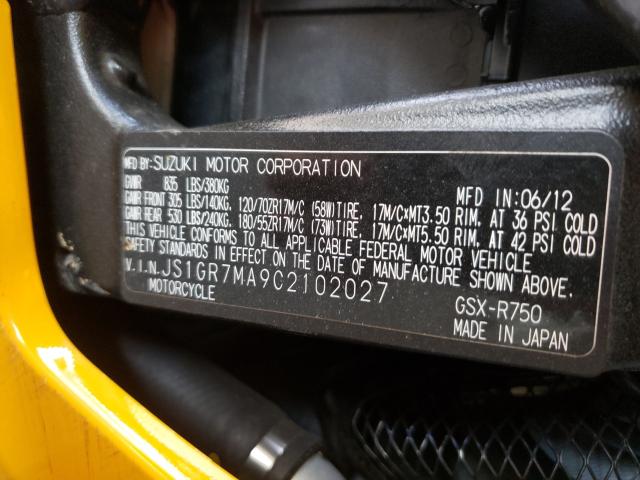 MFD BY: SUZUKI MOTOR CORPORATION
MFD IN: 06/12
GVWR 835 LBS/380KG
GAWR FRONT 305 LBS/140KG, 120/70ZR17M/C (58W)TIRE, 17M/C×MT3.50 RIM, AT 36 PSI COLD
GAWR REAR 530 LBS/240KG, 180/55ZR17M/C (73W)TIRE, 17M/C×MT5.50 RIM, AT 42 PSI COLD
THIS VEHICLE CONFORMS TO ALL APPLICABLE FEDERAL MOTOR VEHICLE
SAFETY STANDARDS IN EFFECT ON THE DATE OF MANUFACTURE SHOWN ABOVE.
V.I.N. JS1GR7MA9C2102027
GSX-R750
MOTORCYCLE
MADE IN JAPAN